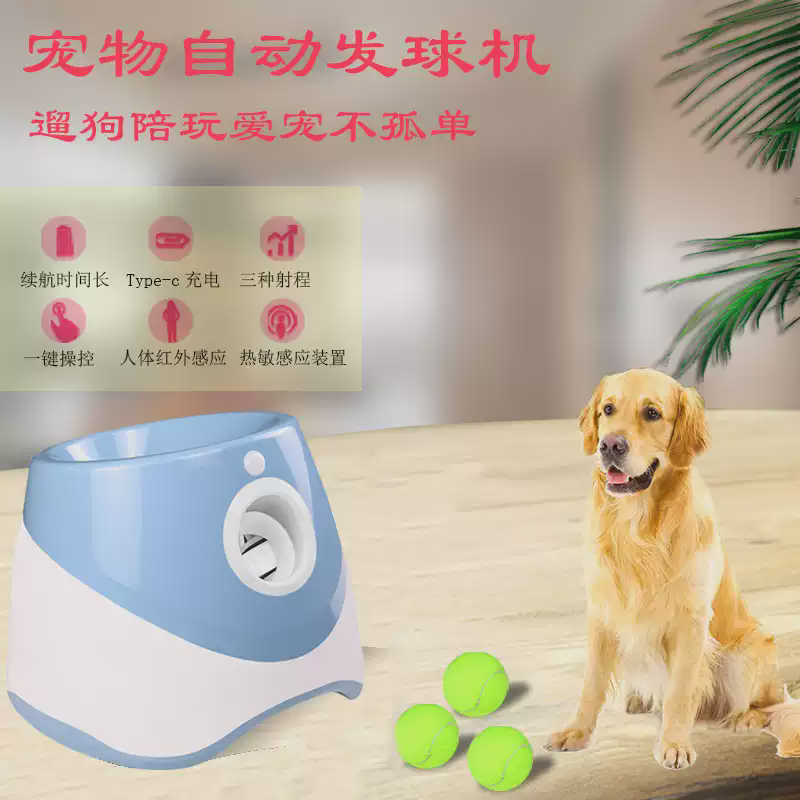 宠物自动发球机
遛狗陪玩爱宠不孤单
续航时间长 Type-c 充电 三种射程
一键操控 人体红外感应 热敏感应装置